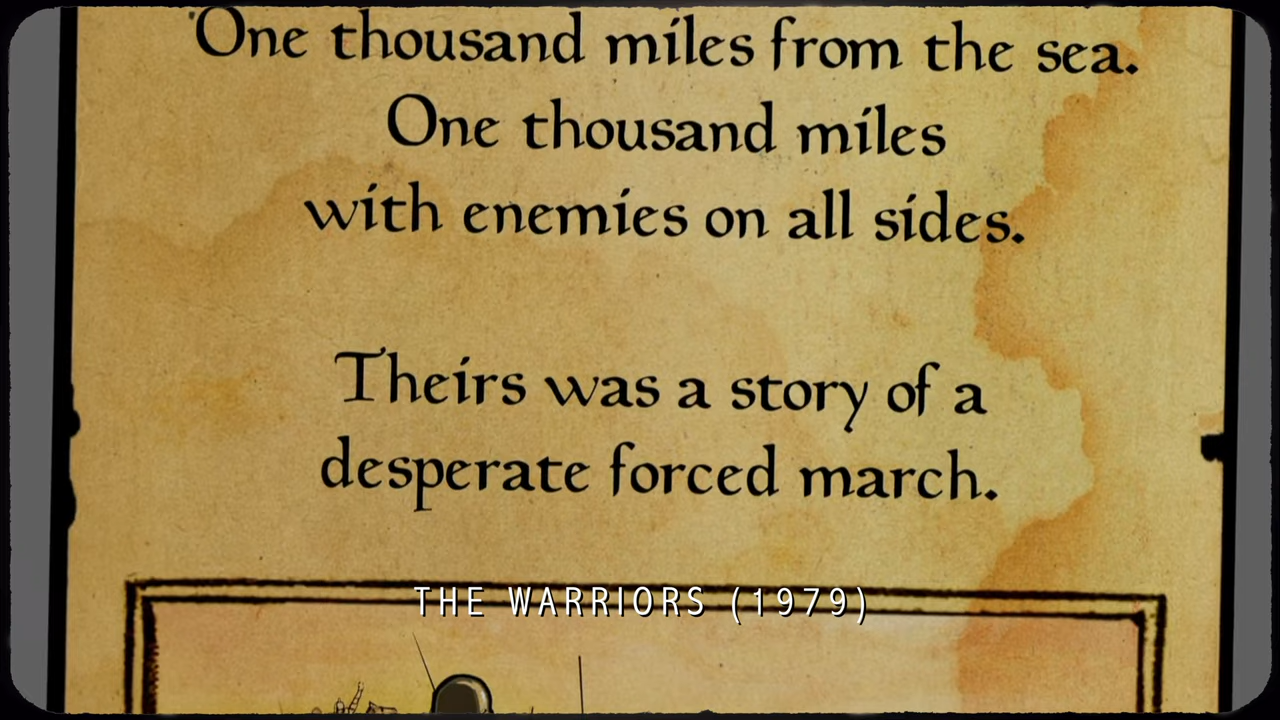 One thousand miles from the sea.
One thousand miles
with enemies on all sides.
Theirs was a story of a
desperate forced march.
THE WARRIORS (1979)